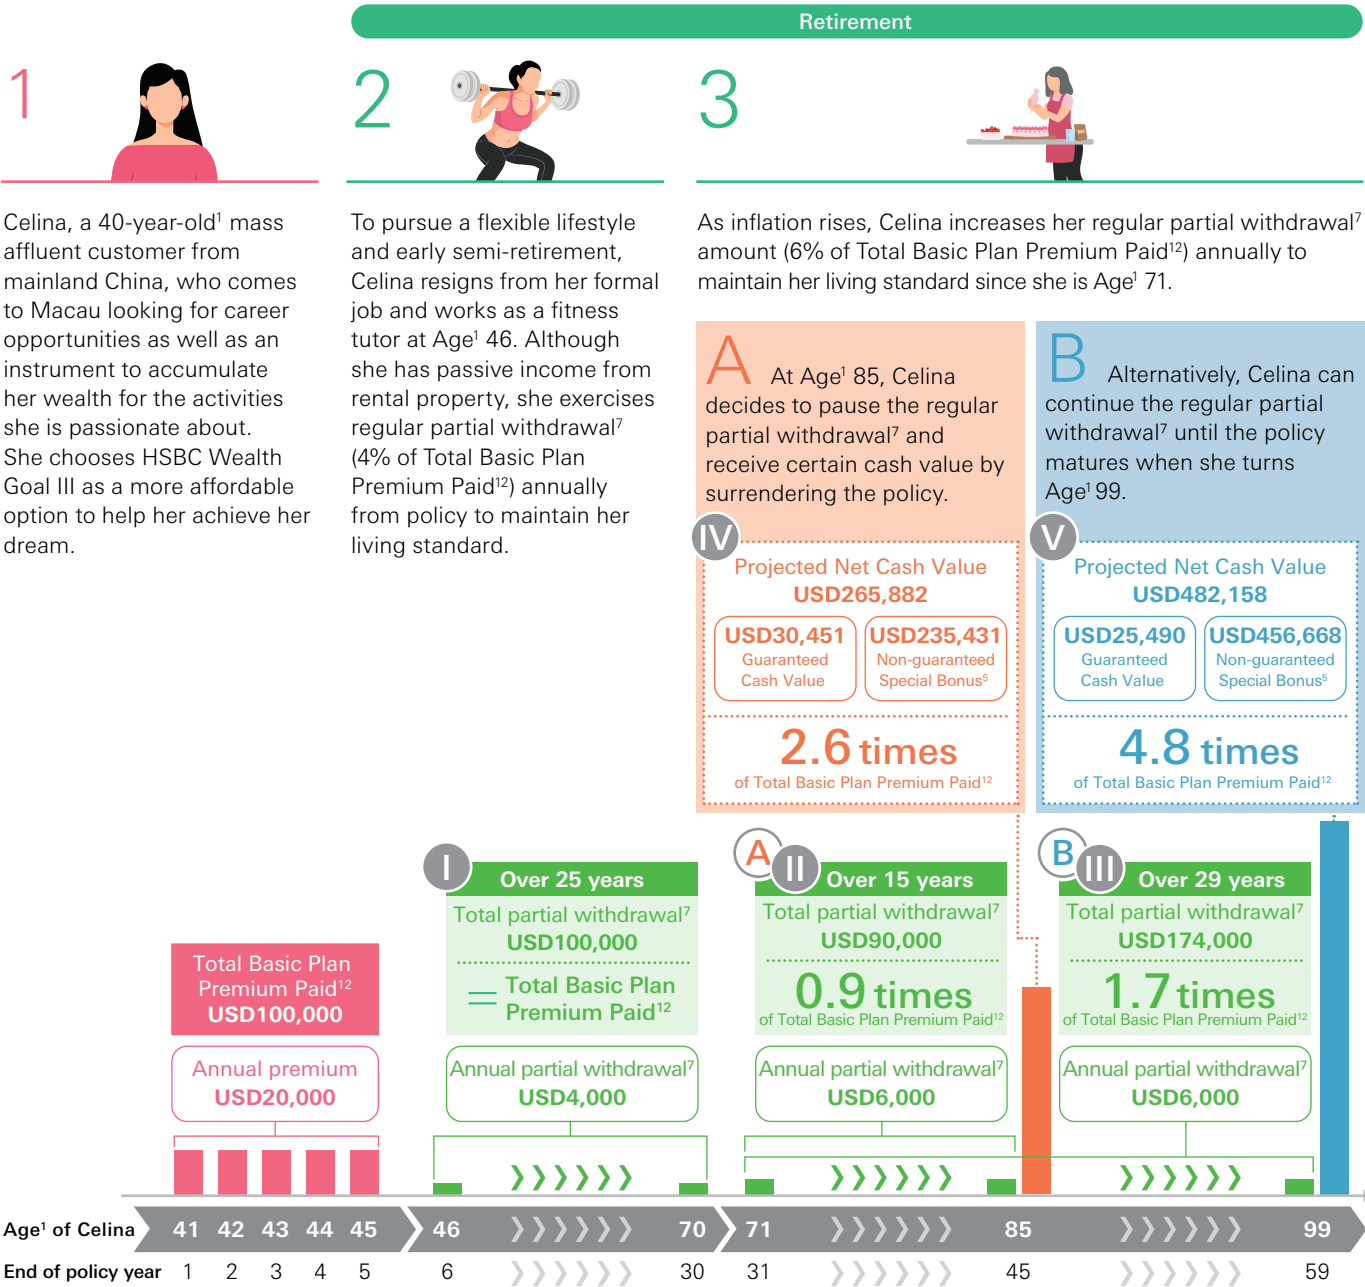 Retirement
1
2
3
Celina, a 40-year-old¹ mass
affluent customer from
mainland China, who comes
to Macau looking for career
opportunities as well as an
instrument to accumulate
her wealth for the activities
she is passionate about.
She chooses HSBC Wealth
Goal III as a more affordable
option to help her achieve her
dream.
To pursue a flexible lifestyle
and early semi-retirement,
Celina resigns from her formal
job and works as a fitness
tutor at Age¹ 46. Although
she has passive income from
rental property, she exercises
regular partial withdrawal⁷
(4% of Total Basic Plan
Premium Paid¹²) annually
from policy to maintain her
living standard.
As inflation rises, Celina increases her regular partial withdrawal⁷
amount (6% of Total Basic Plan Premium Paid¹²) annually to
maintain her living standard since she is Age¹ 71.
A At Age¹ 85, Celina
decides to pause the regular
partial withdrawal⁷ and
receive certain cash value by
surrendering the policy.
IV
Projected Net Cash Value
USD265,882
USD30,451
Guaranteed
Cash Value
USD235,431
Non-guaranteed
Special Bonus⁵
2.6 times
of Total Basic Plan Premium Paid¹²
B Alternatively, Celina can
continue the regular partial
withdrawal⁷ until the policy
matures when she turns
Age¹ 99.
V
Projected Net Cash Value
USD482,158
USD25,490
Guaranteed
Cash Value
USD456,668
Non-guaranteed
Special Bonus⁵
4.8 times
of Total Basic Plan Premium Paid¹²
Total Basic Plan
Premium Paid¹²
USD100,000
Annual premium
USD20,000
I
Over 25 years
Total partial withdrawal⁷
USD100,000
= Total Basic Plan
Premium Paid¹²
Annual partial withdrawal⁷
USD4,000
A
II
Over 15 years
Total partial withdrawal⁷
USD90,000
0.9 times
of Total Basic Plan Premium Paid¹²
Annual partial withdrawal⁷
USD6,000
B
III
Over 29 years
Total partial withdrawal⁷
USD174,000
1.7 times
of Total Basic Plan Premium Paid¹²
Annual partial withdrawal⁷
USD6,000
Age¹ of Celina 41 42 43 44 45 46 70 71 85 99
End of policy year 1 2 3 4 5 6 30 31 45 59